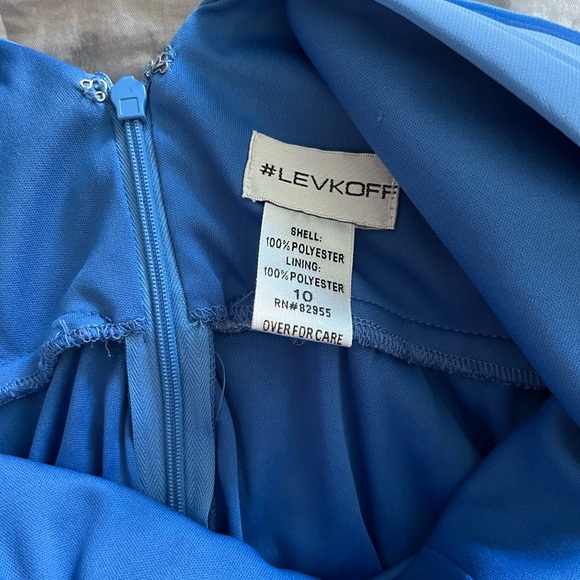 #LEVKOFF
SHELL:
100% POLYESTER
LINING:
100% POLYESTER
10
RN#82955
OVER FOR CARE